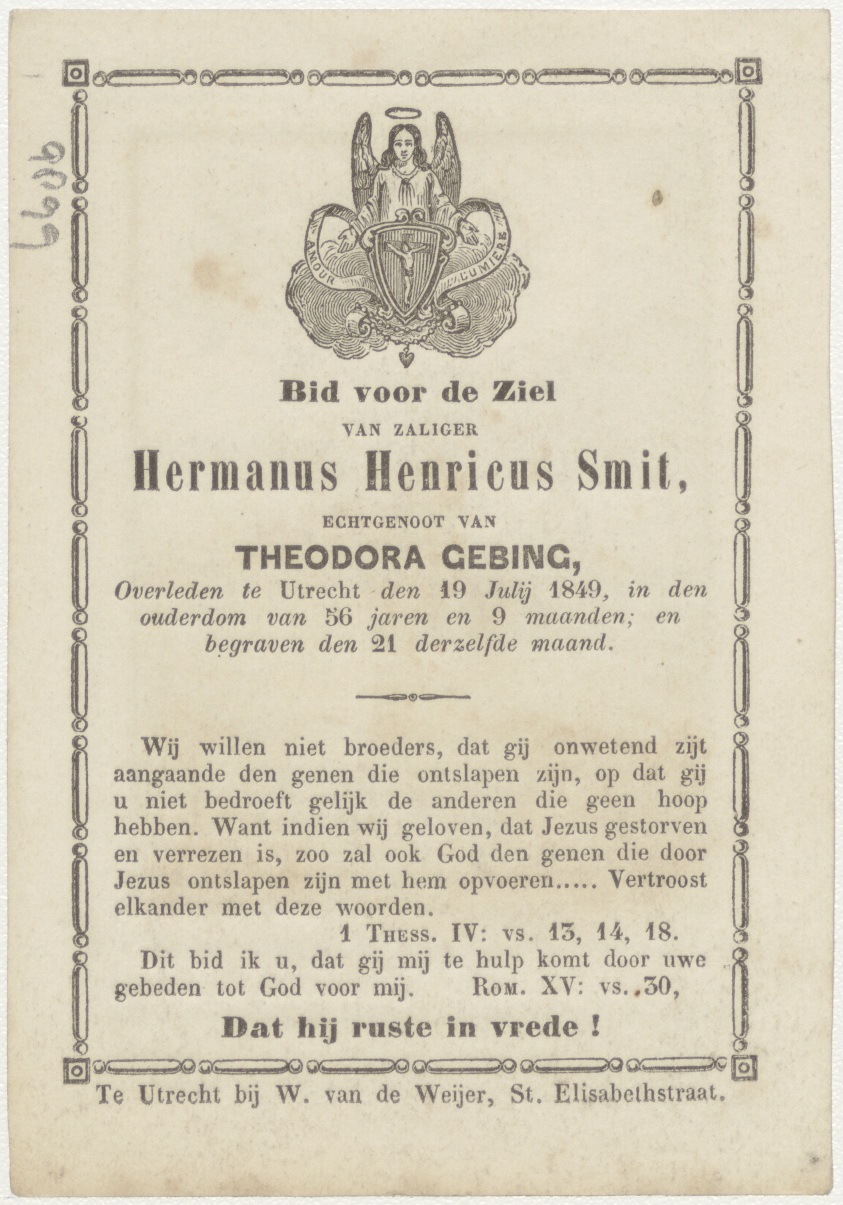 6606
AMOUR LUMIERE
Bid voor de Ziel
VAN ZALIGER
Hermanus Henricus Smit,
ECHTGENOOT VAN
THEODORA GEBING,
Overleden te Utrecht den 19 Julij 1849, in den
ouderdom van 56 jaren en 9 maanden; en
begraven den 21 derzelfde maand.
Wij willen niet broeders, dat gij onwetend zijt
aangaande den genen die ontslapen zijn, op dat gij
u niet bedroeft gelijk de anderen die geen hoop
hebben. Want indien wij geloven, dat Jezus gestorven
en verrezen is, zoo zal ook God den genen die door
Jezus ontslapen zijn met hem opvoeren..... Vertroost
elkander met deze woorden.
1 THESS. IV: vs. 13, 14, 18.
Dit bid ik u, dat gij mij te hulp komt door uwe
gebeden tot God voor mij. ROM. XV: vs..30,
Dat hij ruste in vrede !
Te Utrecht bij W. van de Weijer, St. Elisabethstraat.